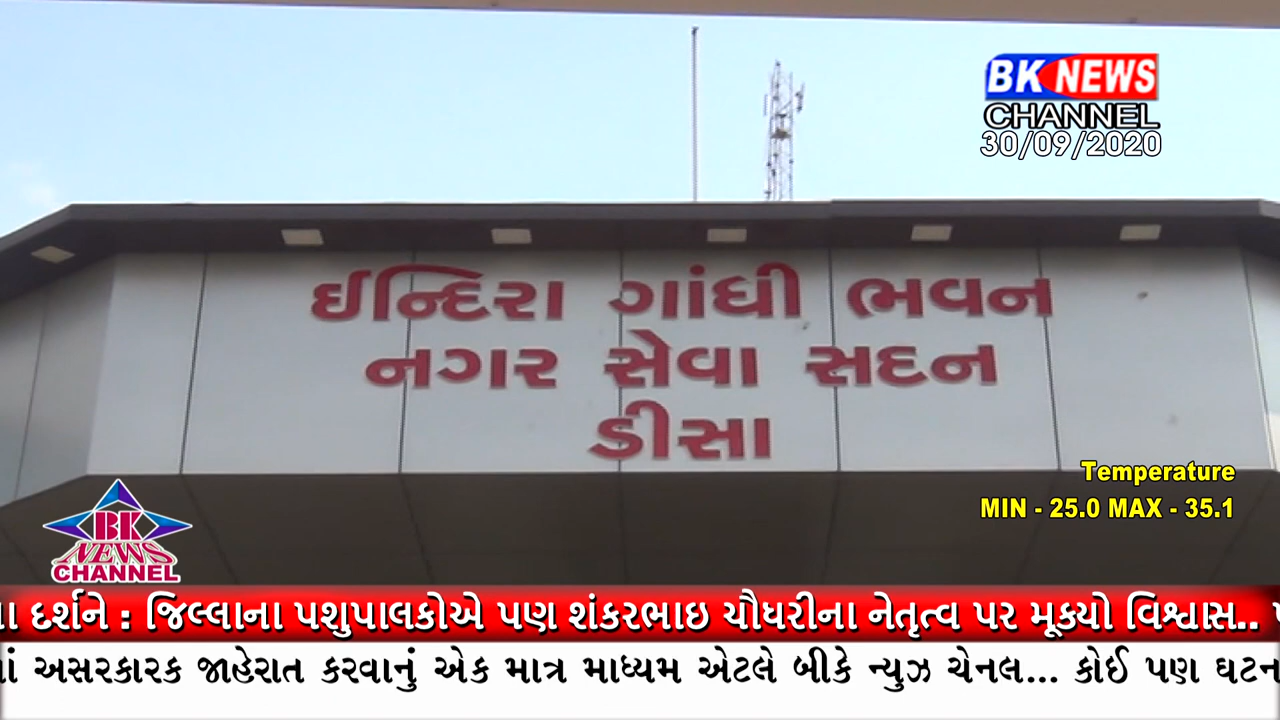 BK NEWS
CHANNEL
30/09/2020
ઈન્દિરા ગાંધી ભવન
નગર સેવા સદન
ડીસા
Temperature
MIN - 25.0 MAX - 35.1
BK
NEWS
CHANNEL
દર્શને : જિલ્લાના પશુપાલકોએ પણ શંકરભાઇ ચૌધરીના નેતૃત્વ પર મૂક્યો વિશ્વાસ..
અસરકારક જાહેરાત કરવાનું એક માત્ર માધ્યમ એટલે બીકે ન્યુઝ ચેનલ... કોઈ પણ ઘટન